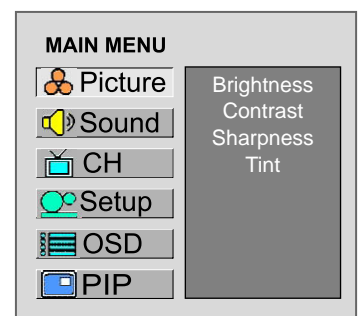 MAIN MENU
Picture
Sound
CH
Setup
OSD
PIP
Brightness
Contrast
Sharpness
Tint